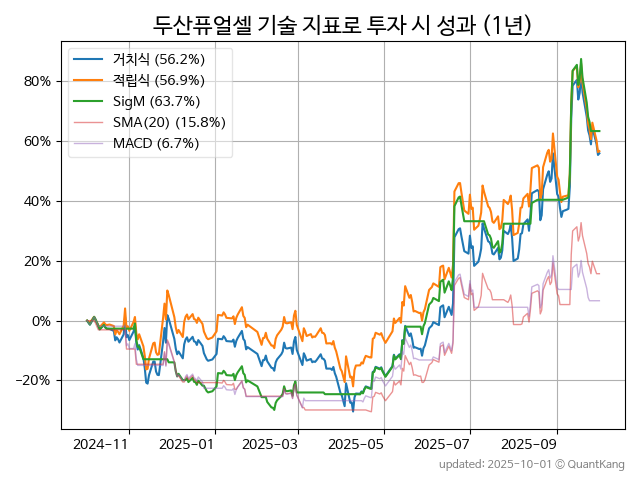 두산퓨얼셀 기술 지표로 투자 시 성과 (1년)
거치식 (56.2%)
적립식 (56.9%)
SigM (63.7%)
SMA(20) (15.8%)
MACD (6.7%)
80%
60%
40%
20%
0%
−20%
2024-11 2025-01 2025-03 2025-05 2025-07 2025-09
updated: 2025-10-01 © QuantKang